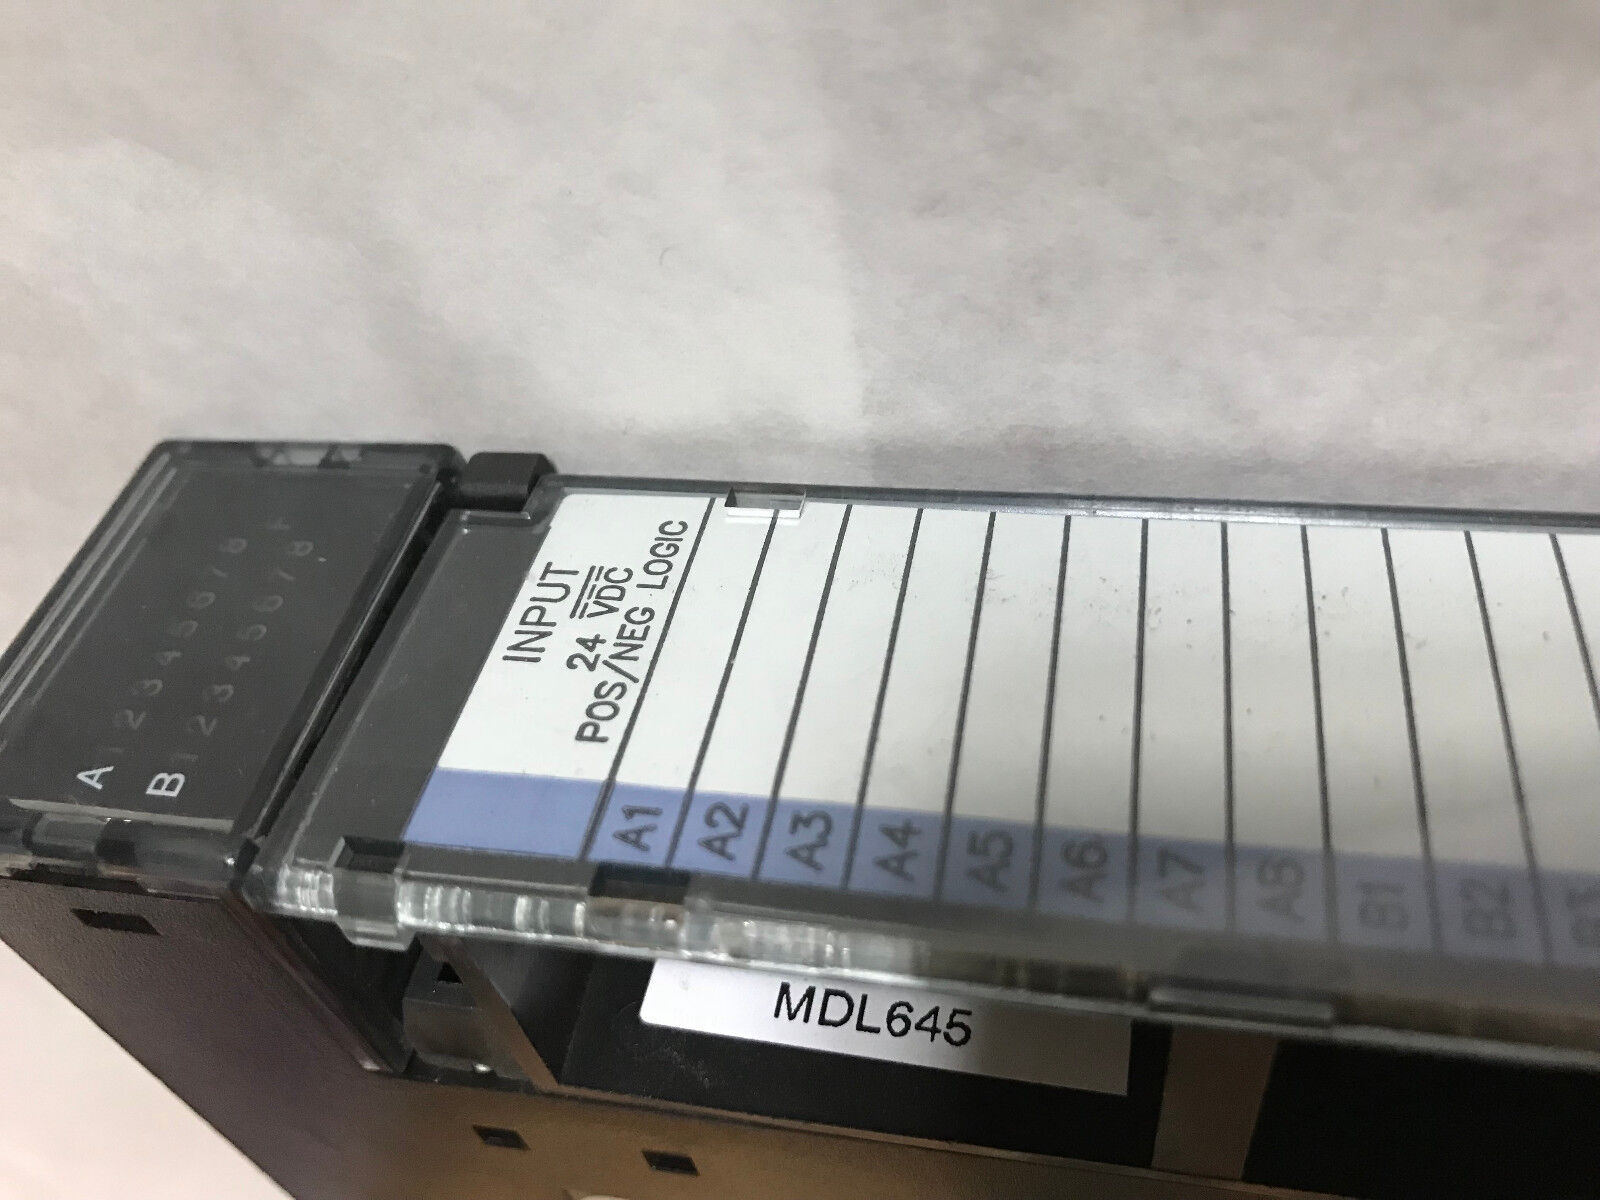 A 1 2 3 4 5 6 7 8
B 1 2 3 4 5 6 7 8 F
INPUT
24 VDC
POS/NEG LOGIC
A1
A2
A3
A4
A5
A6
A7
A8
B1
B2
B3
MDL645